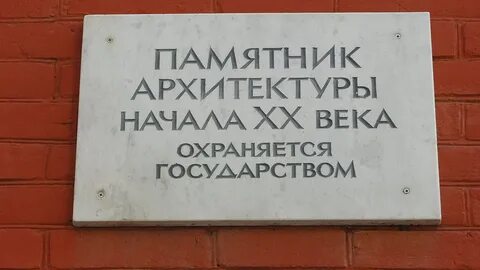 ПАМЯТНИК
АРХИТЕКТУРЫ
НАЧАЛА XX ВЕКА
ОХРАНЯЕТСЯ
ГОСУДАРСТВОМ